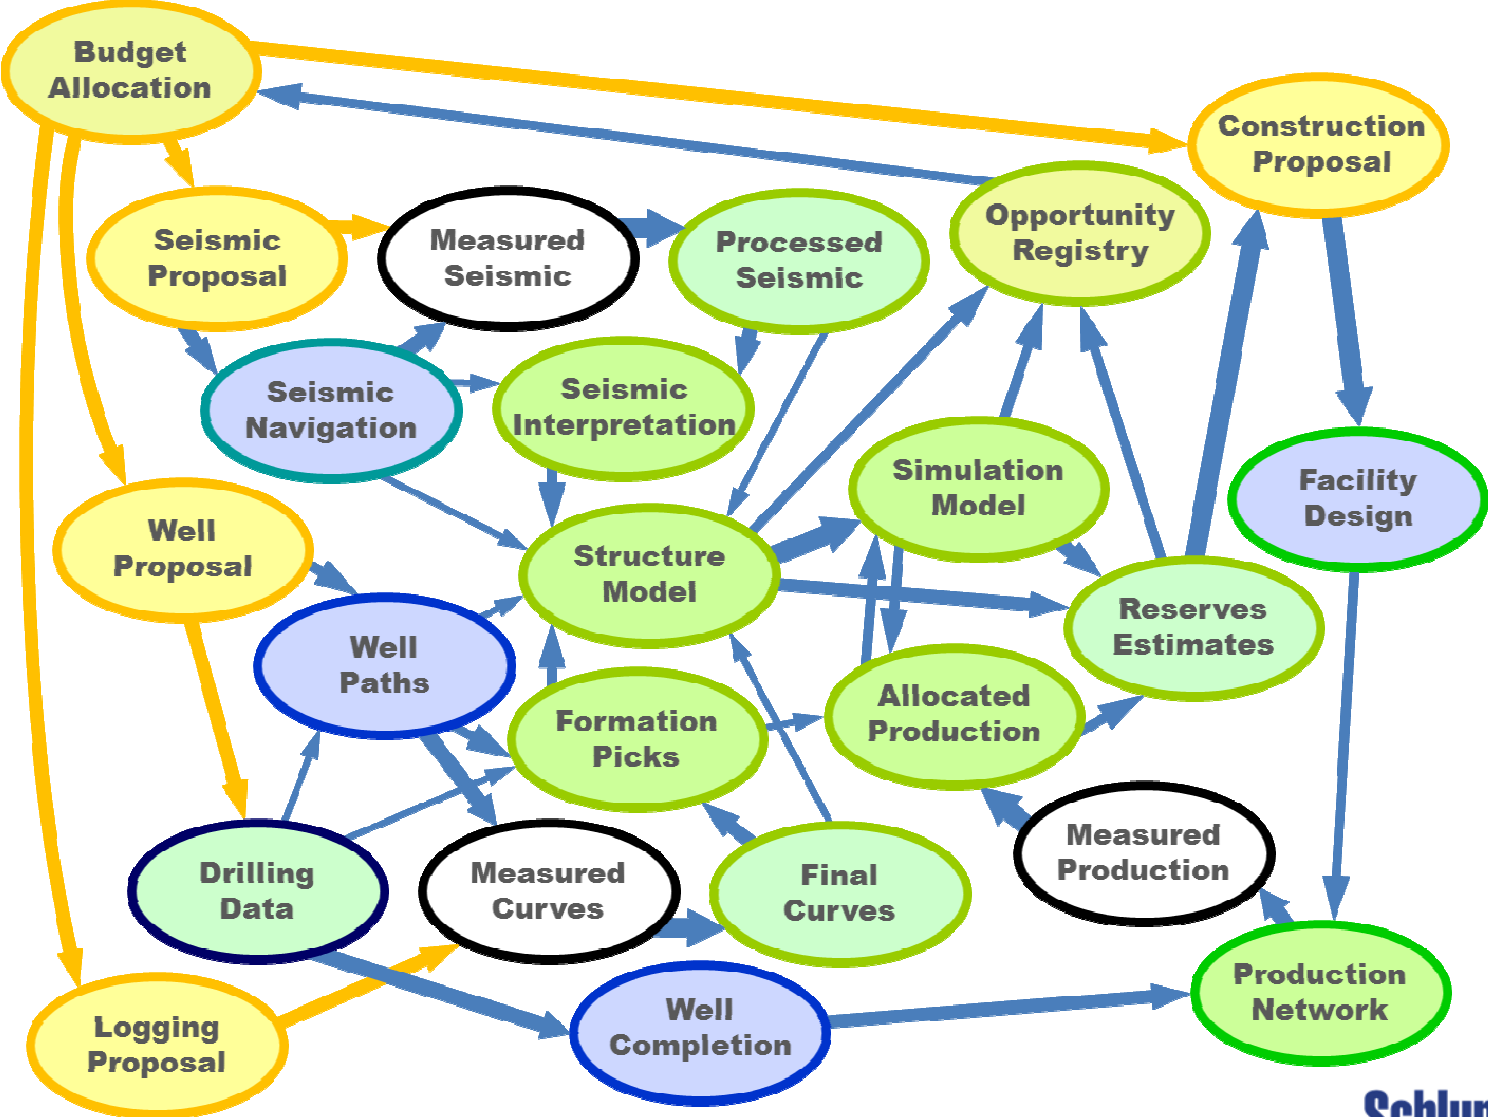 Budget
Allocation
Construction
Proposal
Opportunity
Registry
Seismic
Proposal
Measured
Seismic
Processed
Seismic
Seismic
Navigation
Seismic
Interpretation
Simulation
Model
Facility
Design
Well
Proposal
Structure
Model
Reserves
Estimates
Well
Paths
Formation
Picks
Allocated
Production
Measured
Production
Drilling
Data
Measured
Curves
Final
Curves
Production
Network
Logging
Proposal
Well
Completion